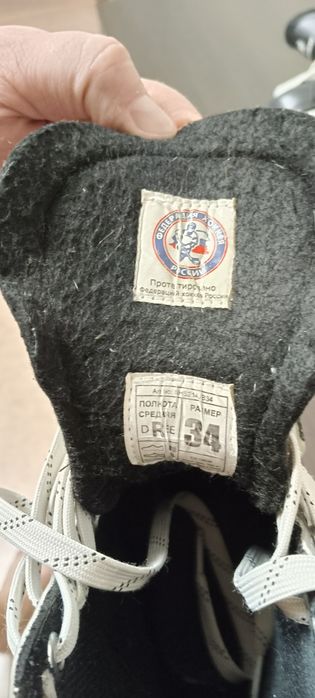 ФЕДЕРАЦИЯ ХОККЕЯ
РОССИИ
Протестировано
Федерацией хоккея России
ПОЛНОТА РАЗМЕР
СРЕДНЯЯ
34